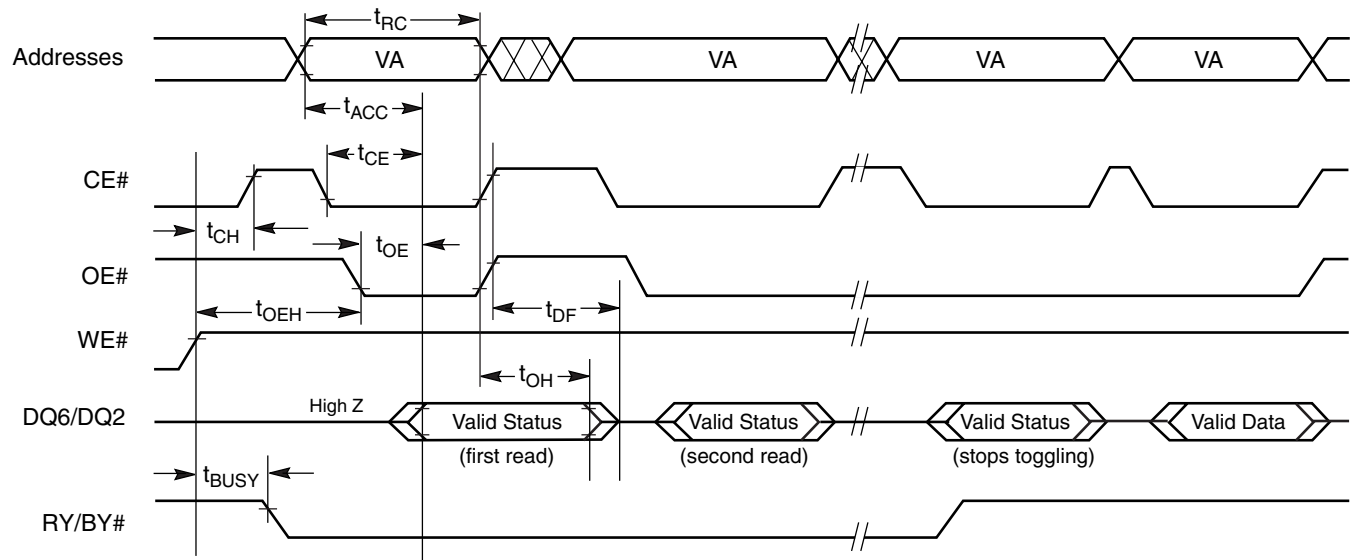 tRC
Addresses VA VA VA VA
tACC
tCE
CE#
tCH tOE
OE#
tOEH tDF
WE#
tOH
High Z
DQ6/DQ2 Valid Status Valid Status Valid Status Valid Data
(first read) (second read) (stops toggling)
tBUSY
RY/BY#